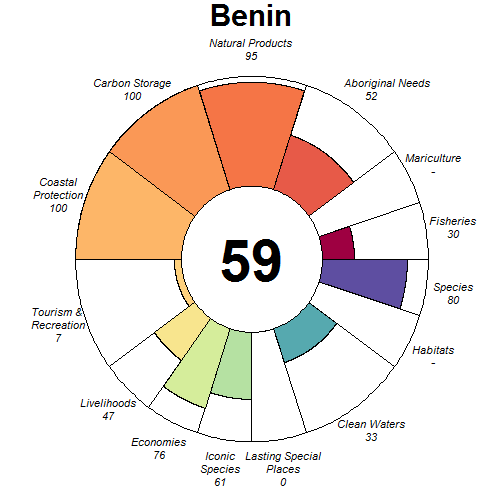 Benin
Natural Products
95
Carbon Storage
100
Aboriginal Needs
52
Mariculture
-
Coastal
Protection
100
Fisheries
30
59
Species
80
Tourism &
Recreation
7
Habitats
-
Livelihoods
47
Clean Waters
33
Economies
76
Iconic
Species
61
Lasting Special
Places
0